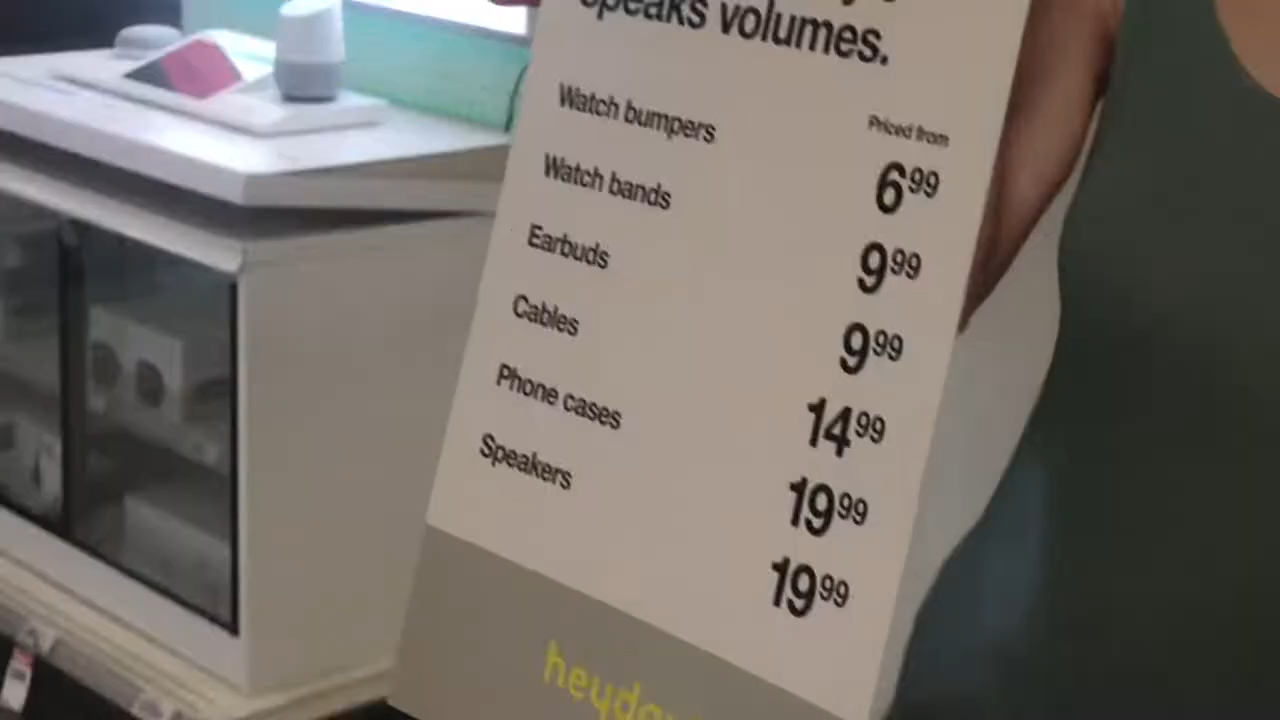 speaks volumes.
Priced from
Watch bumpers 6.99
Watch bands 9.99
Earbuds 9.99
Cables 14.99
Phone cases 19.99
Speakers 19.99